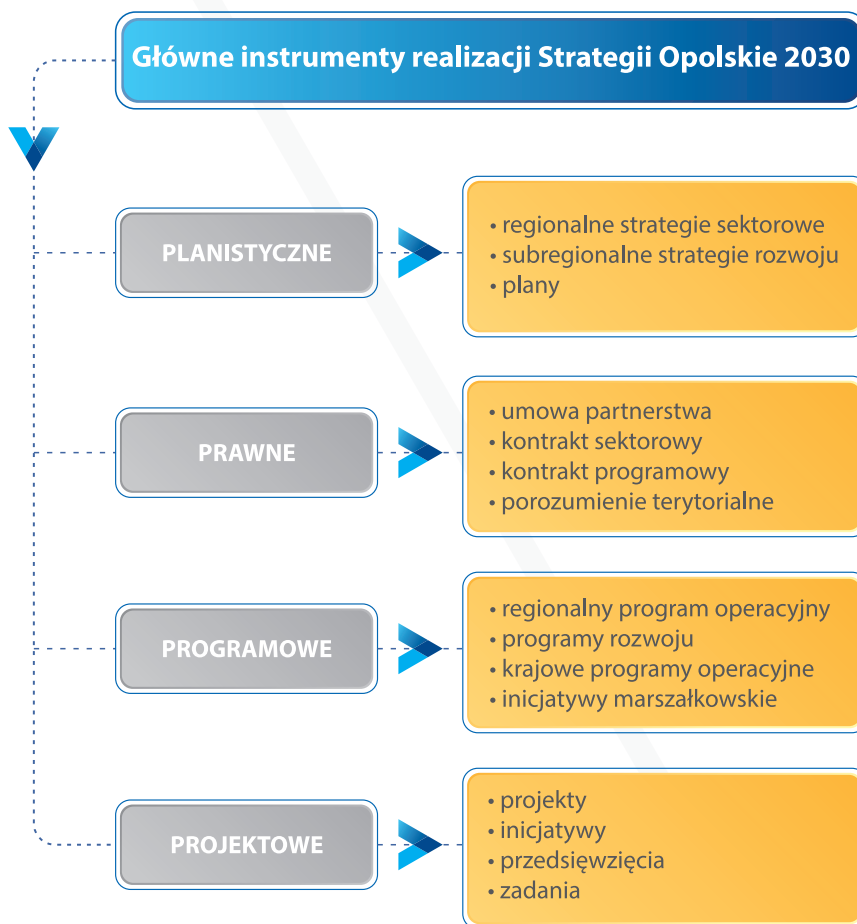 Główne instrumenty realizacji Strategii Opolskie 2030
PLANISTYCZNE
• regionalne strategie sektorowe
• subregionalne strategie rozwoju
• plany
PRAWNE
• umowa partnerstwa
• kontrakt sektorowy
• kontrakt programowy
• porozumienie terytorialne
PROGRAMOWE
• regionalny program operacyjny
• programy rozwoju
• krajowe programy operacyjne
• inicjatywy marszałkowskie
PROJEKTOWE
• projekty
• inicjatywy
• przedsięwzięcia
• zadania